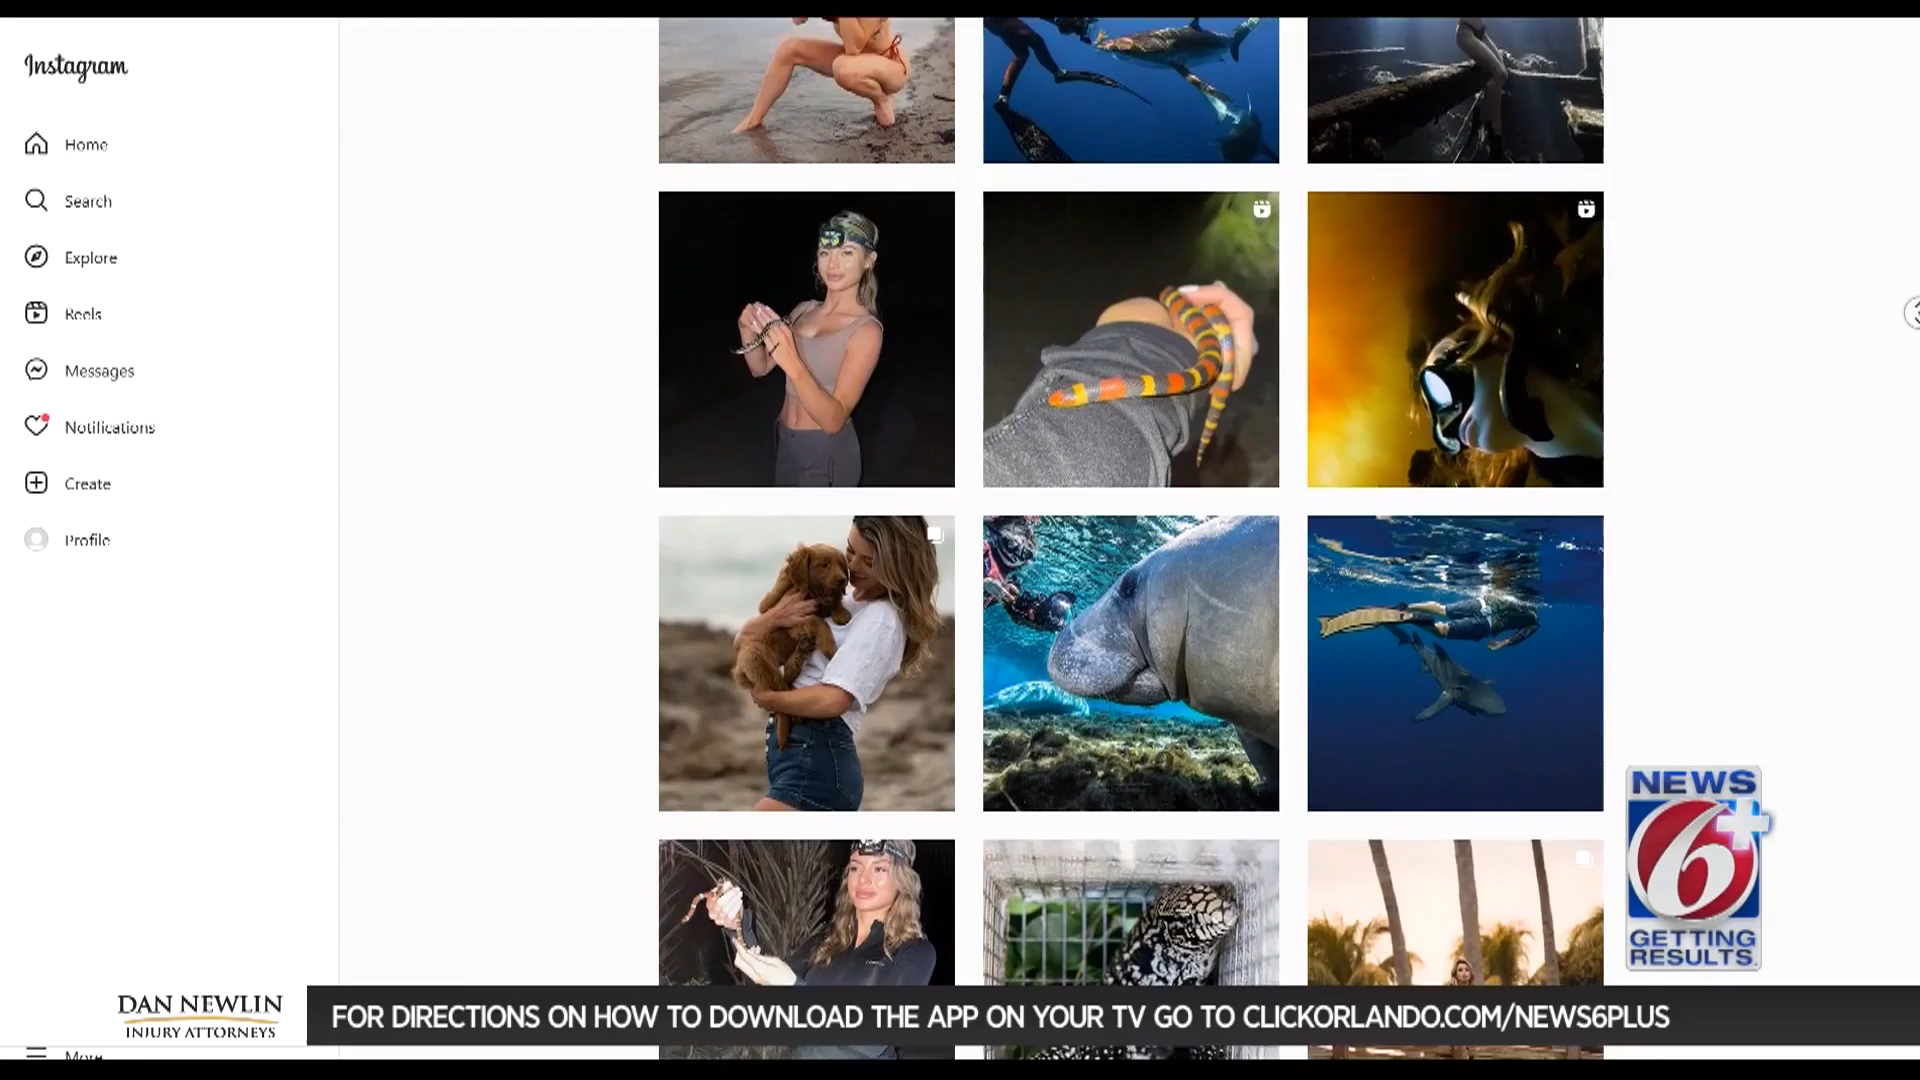 Instagram
Home
Search
Explore
Reels
Messages
Notifications
Create
Profile
More
NEWS
6+
GETTING
RESULTS.
DAN NEWLIN
INJURY ATTORNEYS
FOR DIRECTIONS ON HOW TO DOWNLOAD THE APP ON YOUR TV GO TO CLICKORLANDO.COM/NEWS6PLUS